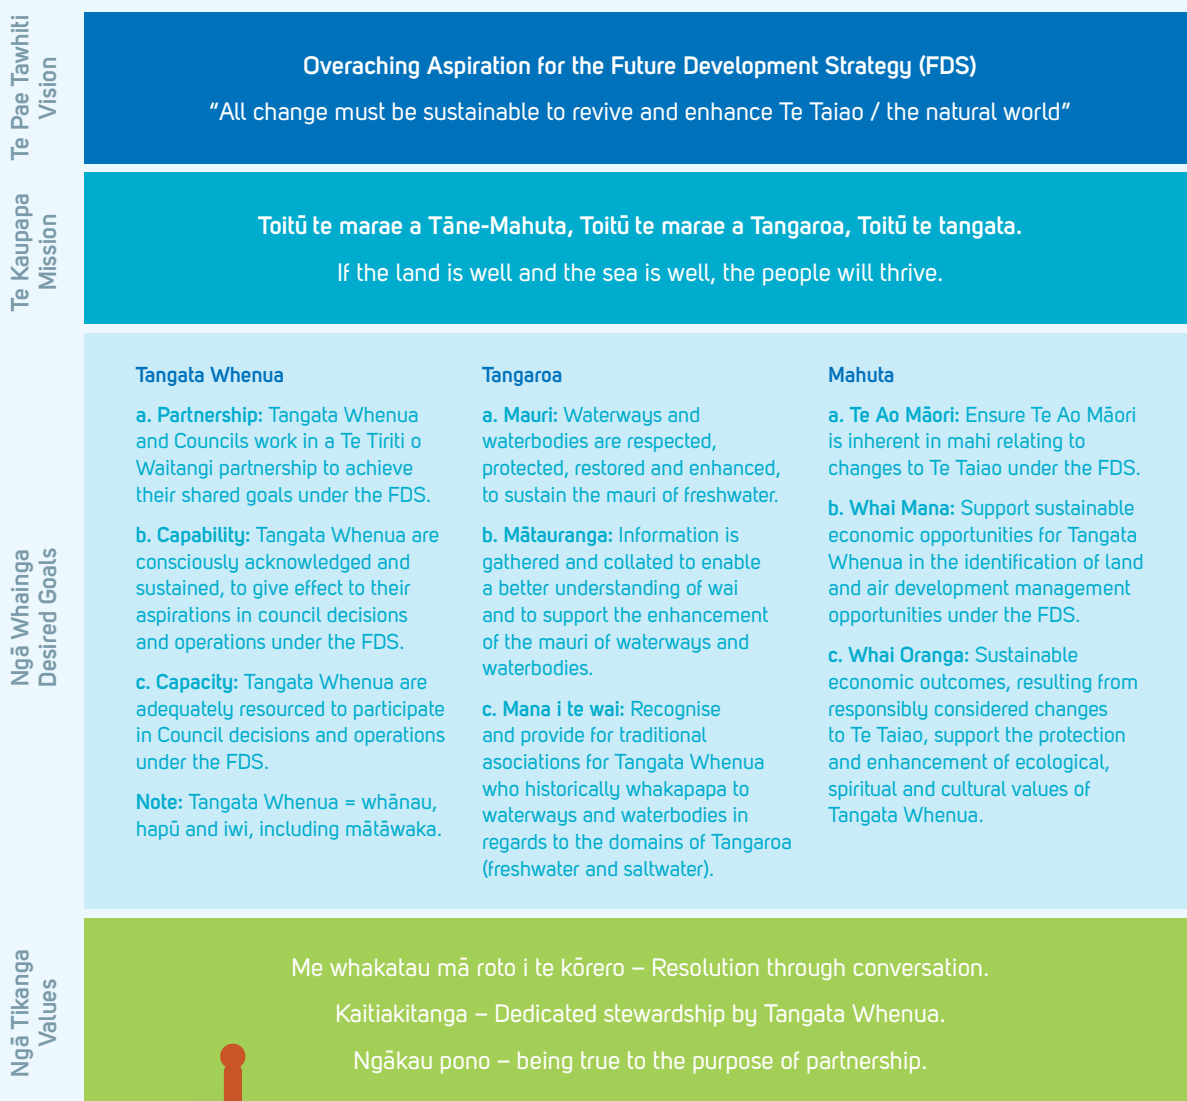 Te Pae Tawhiti
Vision
Overaching Aspiration for the Future Development Strategy (FDS)
“All change must be sustainable to revive and enhance Te Taiao / the natural world”
Te Kaupapa
Mission
Toitū te marae a Tāne-Mahuta, Toitū te marae a Tangaroa, Toitū te tangata.
If the land is well and the sea is well, the people will thrive.
Ngā Whainga
Desired Goals
Tangata Whenua
a. Partnership: Tangata Whenua
and Councils work in a Te Tiriti o
Waitangi partnership to achieve
their shared goals under the FDS.
b. Capability: Tangata Whenua are
consciously acknowledged and
sustained, to give effect to their
aspirations in council decisions
and operations under the FDS.
c. Capacity: Tangata Whenua are
adequately resourced to participate
in Council decisions and operations
under the FDS.
Note: Tangata Whenua = whānau,
hapū and iwi, including mātāwaka.
Tangaroa
a. Mauri: Waterways and
waterbodies are respected,
protected, restored and enhanced,
to sustain the mauri of freshwater.
b. Mātauranga: Information is
gathered and collated to enable
a better understanding of wai
and to support the enhancement
of the mauri of waterways and
waterbodies.
c. Mana i te wai: Recognise
and provide for traditional
asociations for Tangata Whenua
who historically whakapapa to
waterways and waterbodies in
regards to the domains of Tangaroa
(freshwater and saltwater).
Mahuta
a. Te Ao Māori: Ensure Te Ao Māori
is inherent in mahi relating to
changes to Te Taiao under the FDS.
b. Whai Mana: Support sustainable
economic opportunities for Tangata
Whenua in the identification of land
and air development management
opportunities under the FDS.
c. Whai Oranga: Sustainable
economic outcomes, resulting from
responsibly considered changes
to Te Taiao, support the protection
and enhancement of ecological,
spiritual and cultural values of
Tangata Whenua.
Ngā Tikanga
Values
Me whakatau mā roto i te kōrero – Resolution through conversation.
Kaitiakitanga – Dedicated stewardship by Tangata Whenua.
Ngākau pono – being true to the purpose of partnership.